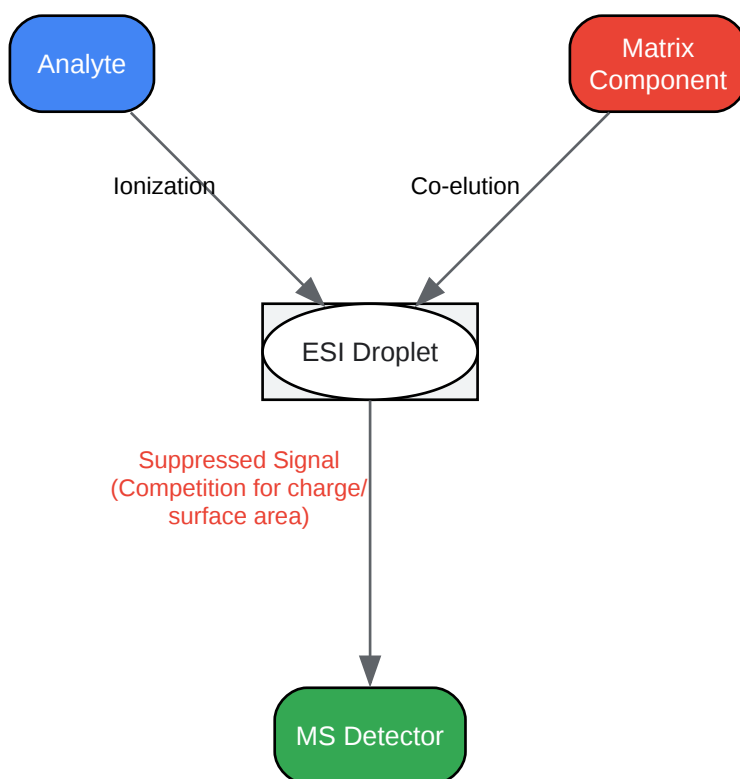 Analyte
Matrix
Component
Ionization
Co-elution
ESI Droplet
Suppressed Signal
(Competition for charge/
surface area)
MS Detector